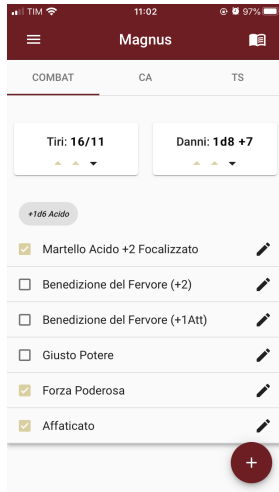 TIM 11:02 97%
Magnus
COMBAT CA TS
Tiri: 16/11 Danni: 1d8 +7
+1d6 Acido
Martello Acido +2 Focalizzato
Benedizione del Fervore (+2)
Benedizione del Fervore (+1Att)
Giusto Potere
Forza Poderosa
Affaticato
+